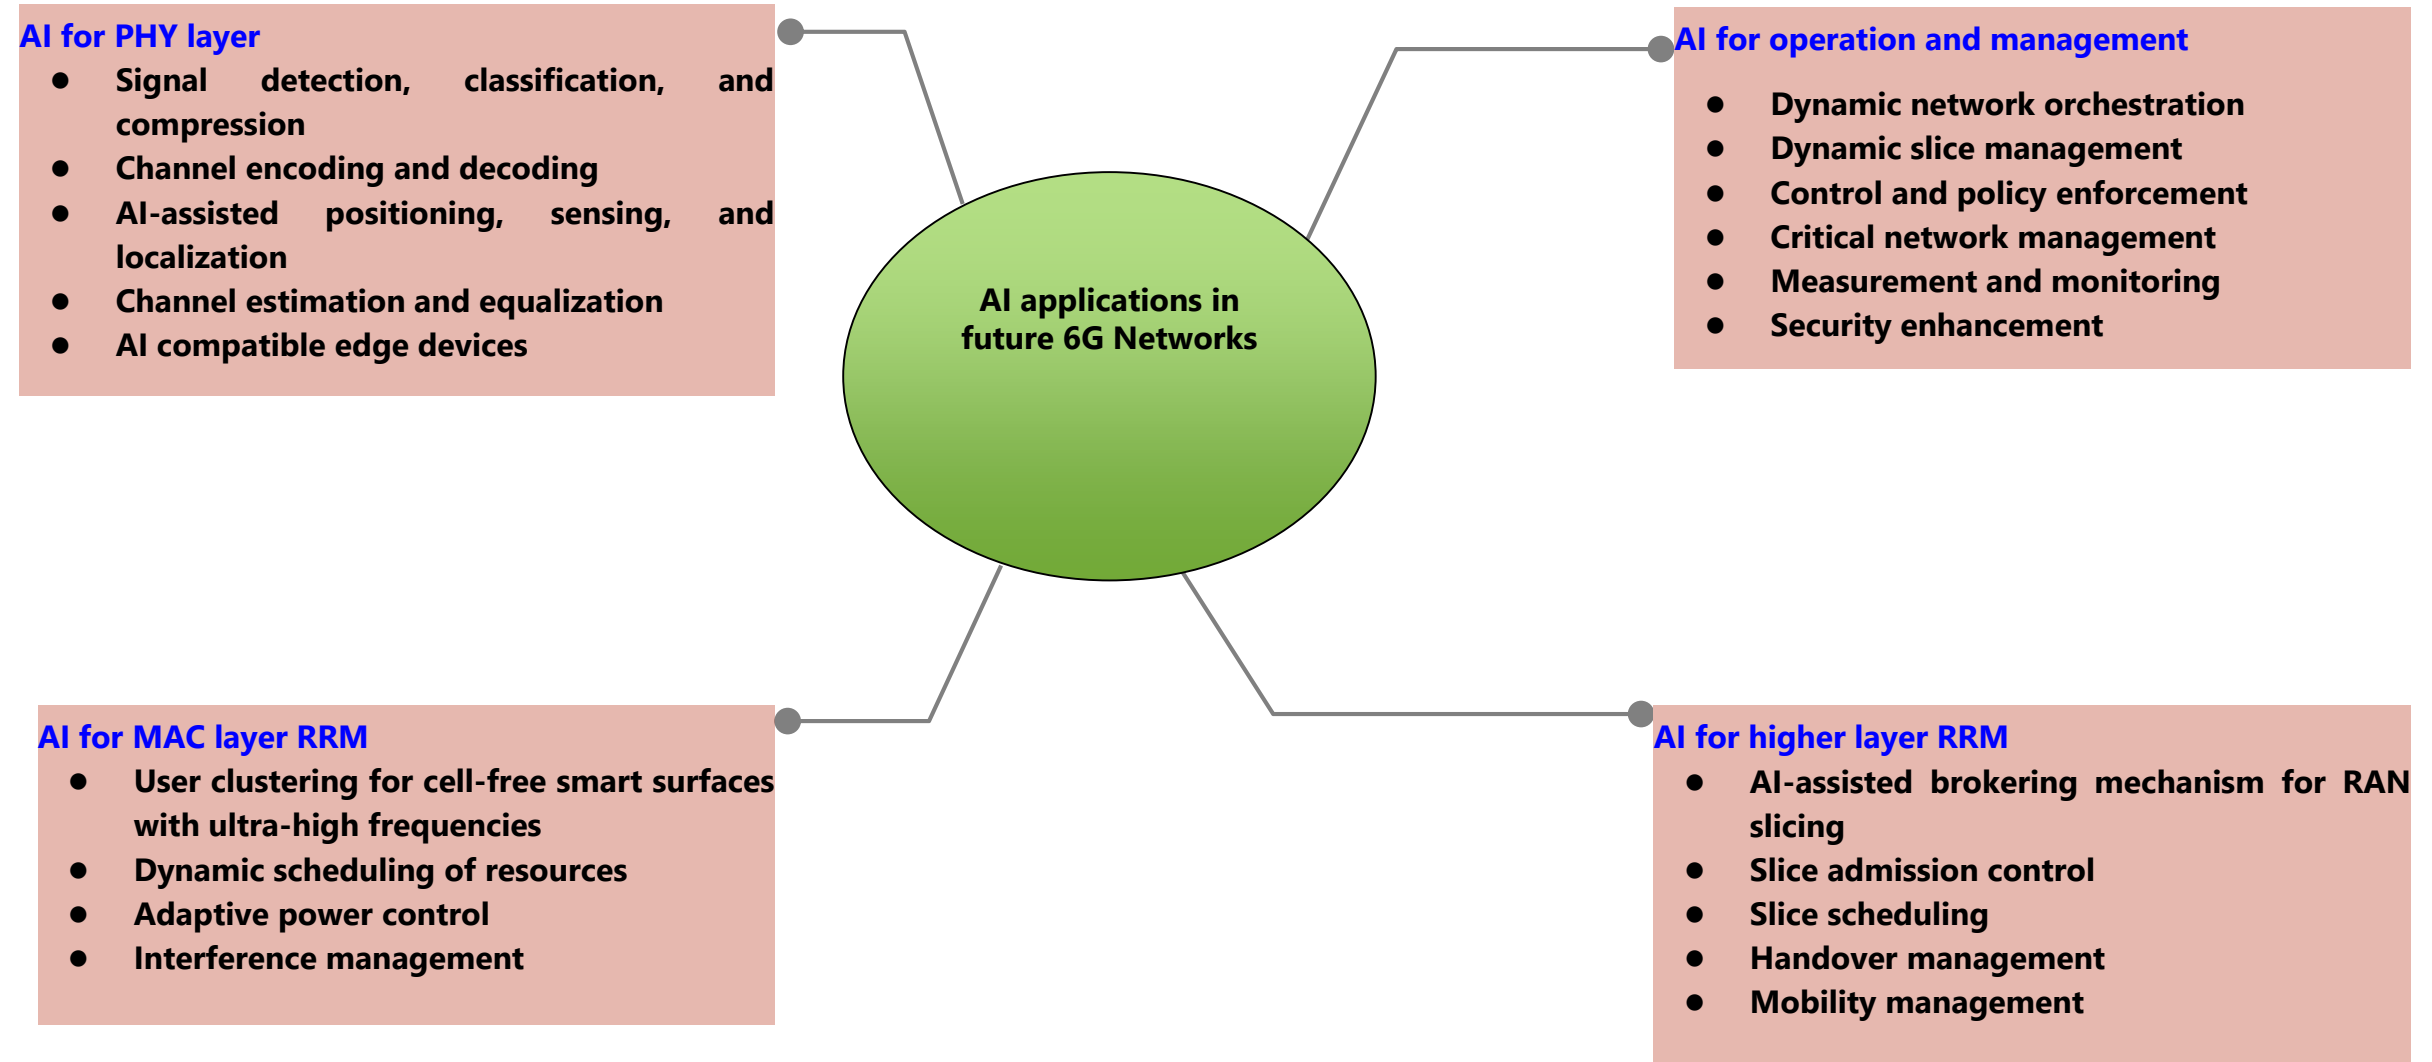 AI for PHY layer
● Signal detection, classification, and
compression
● Channel encoding and decoding
● AI-assisted positioning, sensing, and
localization
● Channel estimation and equalization
● AI compatible edge devices
AI for operation and management
● Dynamic network orchestration
● Dynamic slice management
● Control and policy enforcement
● Critical network management
● Measurement and monitoring
● Security enhancement
AI applications in
future 6G Networks
AI for MAC layer RRM
● User clustering for cell-free smart surfaces
with ultra-high frequencies
● Dynamic scheduling of resources
● Adaptive power control
● Interference management
AI for higher layer RRM
● AI-assisted brokering mechanism for RAN
slicing
● Slice admission control
● Slice scheduling
● Handover management
● Mobility management